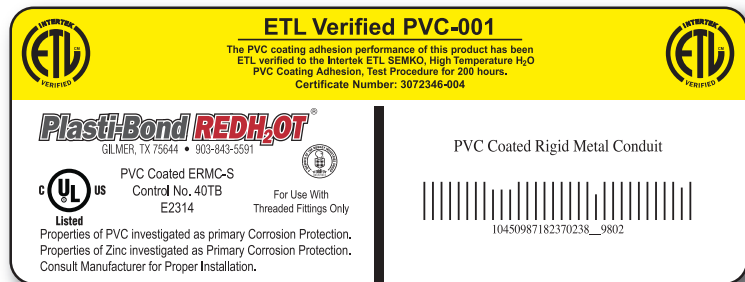 ETL Verified PVC-001
The PVC coating adhesion performance of this product has been
ETL verified to the Intertek ETL SEMKO, High Temperature H₂O
PVC Coating Adhesion, Test Procedure for 200 hours.
Certificate Number: 3072346-004
INTERTEK
ETL
CM
VERIFIED
INTERTEK
ETL
CM
VERIFIED
Plasti-Bond REDH₂OT®
GILMER, TX 75644 • 903-843-5591
C UL US
Listed
PVC Coated ERMC-S
Control No. 40TB
E2314
For Use With
Threaded Fittings Only
Properties of PVC investigated as primary Corrosion Protection.
Properties of Zinc investigated as Primary Corrosion Protection.
Consult Manufacturer for Proper Installation.
PVC Coated Rigid Metal Conduit
10450987182370238__9802